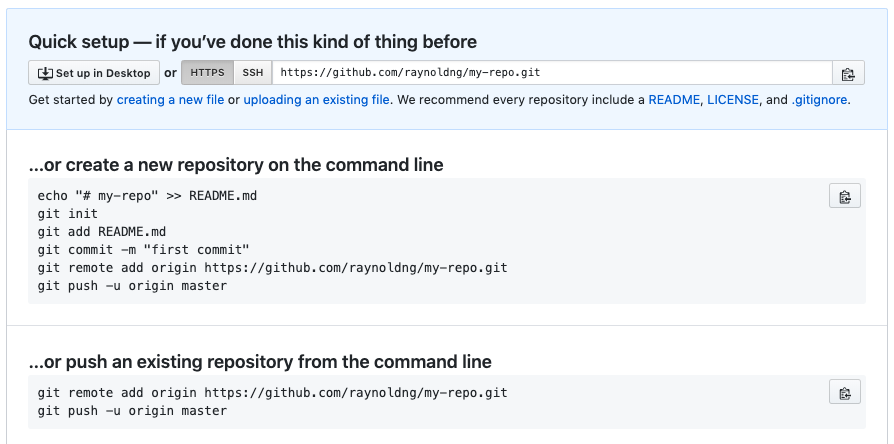 Quick setup — if you’ve done this kind of thing before
Set up in Desktop or HTTPS SSH https://github.com/raynoldng/my-repo.git
Get started by creating a new file or uploading an existing file. We recommend every repository include a README, LICENSE, and .gitignore.
…or create a new repository on the command line
echo "# my-repo" >> README.md
git init
git add README.md
git commit -m "first commit"
git remote add origin https://github.com/raynoldng/my-repo.git
git push -u origin master
…or push an existing repository from the command line
git remote add origin https://github.com/raynoldng/my-repo.git
git push -u origin master